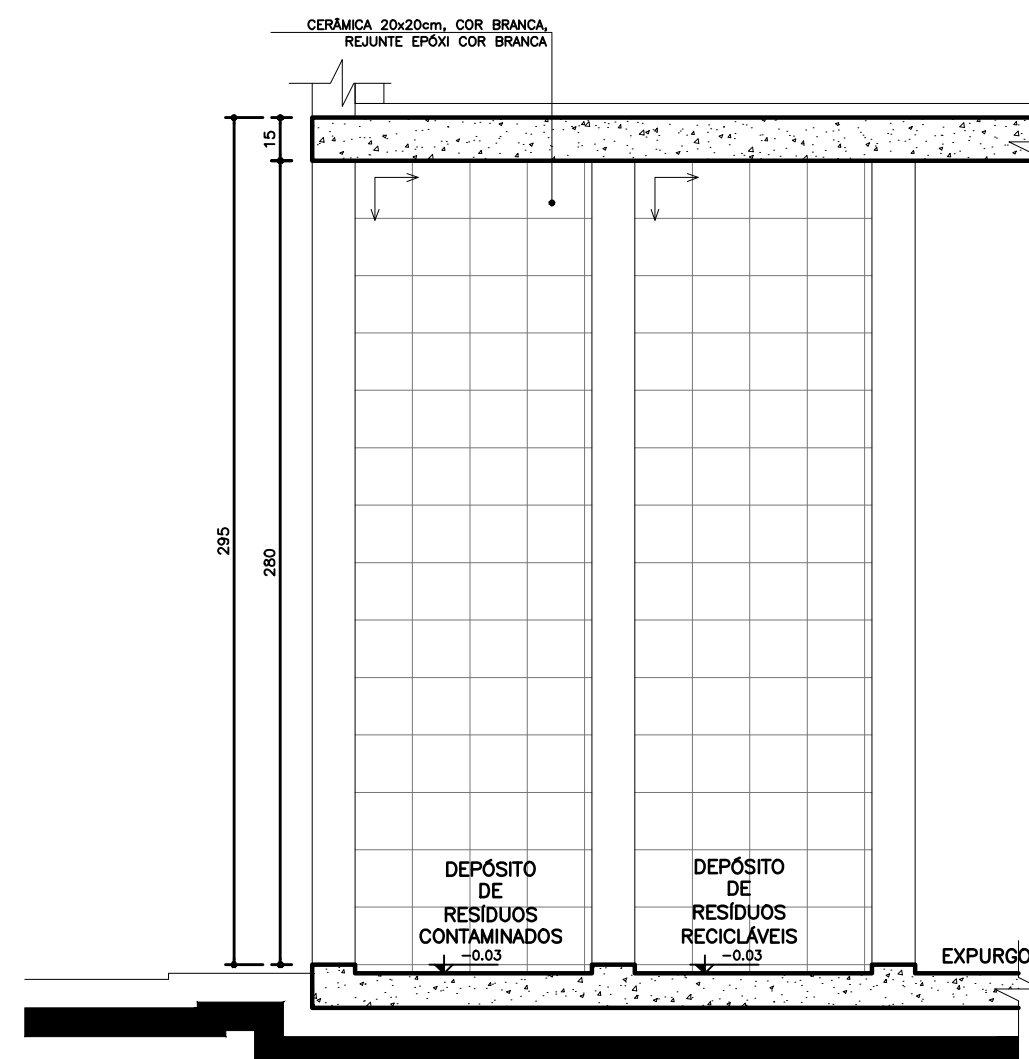 CERÂMICA 20x20cm, COR BRANCA,
REJUNTE EPÓXI COR BRANCA
15
295
280
DEPÓSITO
DE
RESÍDUOS
CONTAMINADOS
-0.03
DEPÓSITO
DE
RESÍDUOS
RECICLÁVEIS
-0.03
EXPURGO